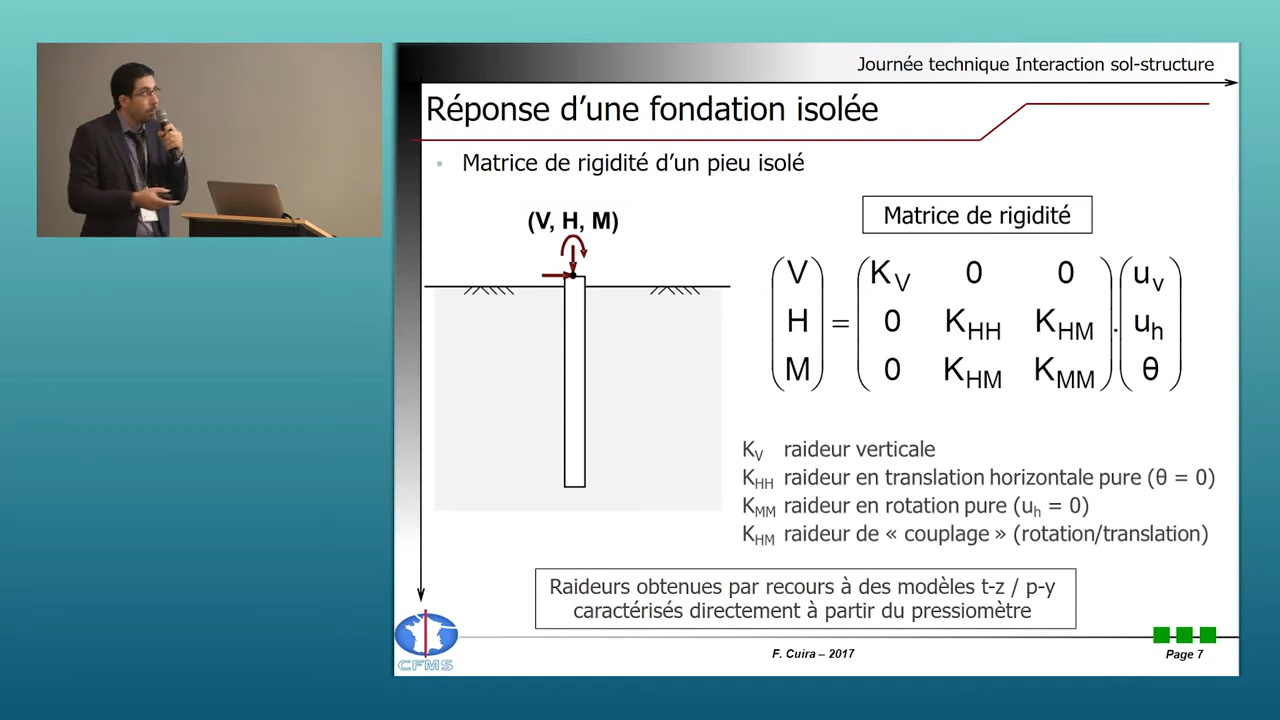 Journée technique Interaction sol-structure
Réponse d’une fondation isolée
• Matrice de rigidité d’un pieu isolé
(V, H, M)
Matrice de rigidité
V K_V 0 0 u_v
H = 0 K_HH K_HM . u_h
M 0 K_HM K_MM θ
K_V raideur verticale
K_HH raideur en translation horizontale pure (θ = 0)
K_MM raideur en rotation pure (u_h = 0)
K_HM raideur de « couplage » (rotation/translation)
Raideurs obtenues par recours à des modèles t-z / p-y
caractérisés directement à partir du pressiomètre
CFMS
F. Cuira – 2017
Page 7